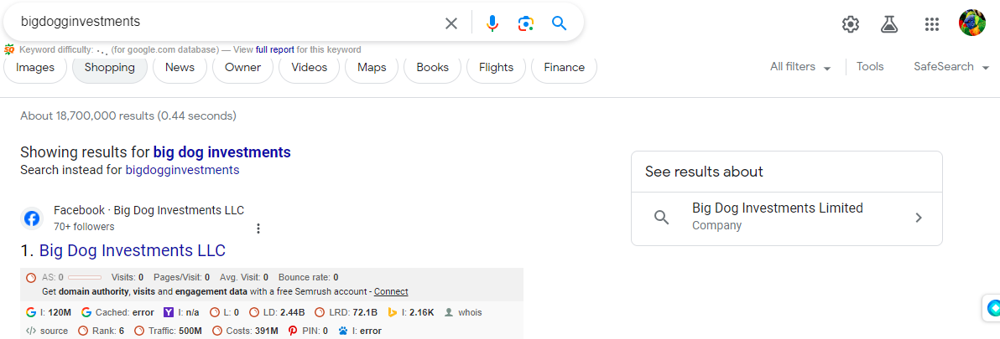 bigdogginvestments
Keyword difficulty: (for google.com database) — View full report for this keyword
Images Shopping News Owner Videos Maps Books Flights Finance All filters Tools SafeSearch
About 18,700,000 results (0.44 seconds)
Showing results for big dog investments
Search instead for bigdogginvestments
See results about
Big Dog Investments Limited
Company
Facebook · Big Dog Investments LLC
70+ followers
1. Big Dog Investments LLC
AS: 0 Visits: 0 Pages/Visit: 0 Avg. Visit: 0 Bounce rate: 0
Get domain authority, visits and engagement data with a free Semrush account - Connect
I: 120M Cached: error I: n/a L: 0 LD: 2.44B LRD: 72.1B I: 2.16K whois
</> source Rank: 6 Traffic: 500M Costs: 391M PIN: 0 I: error